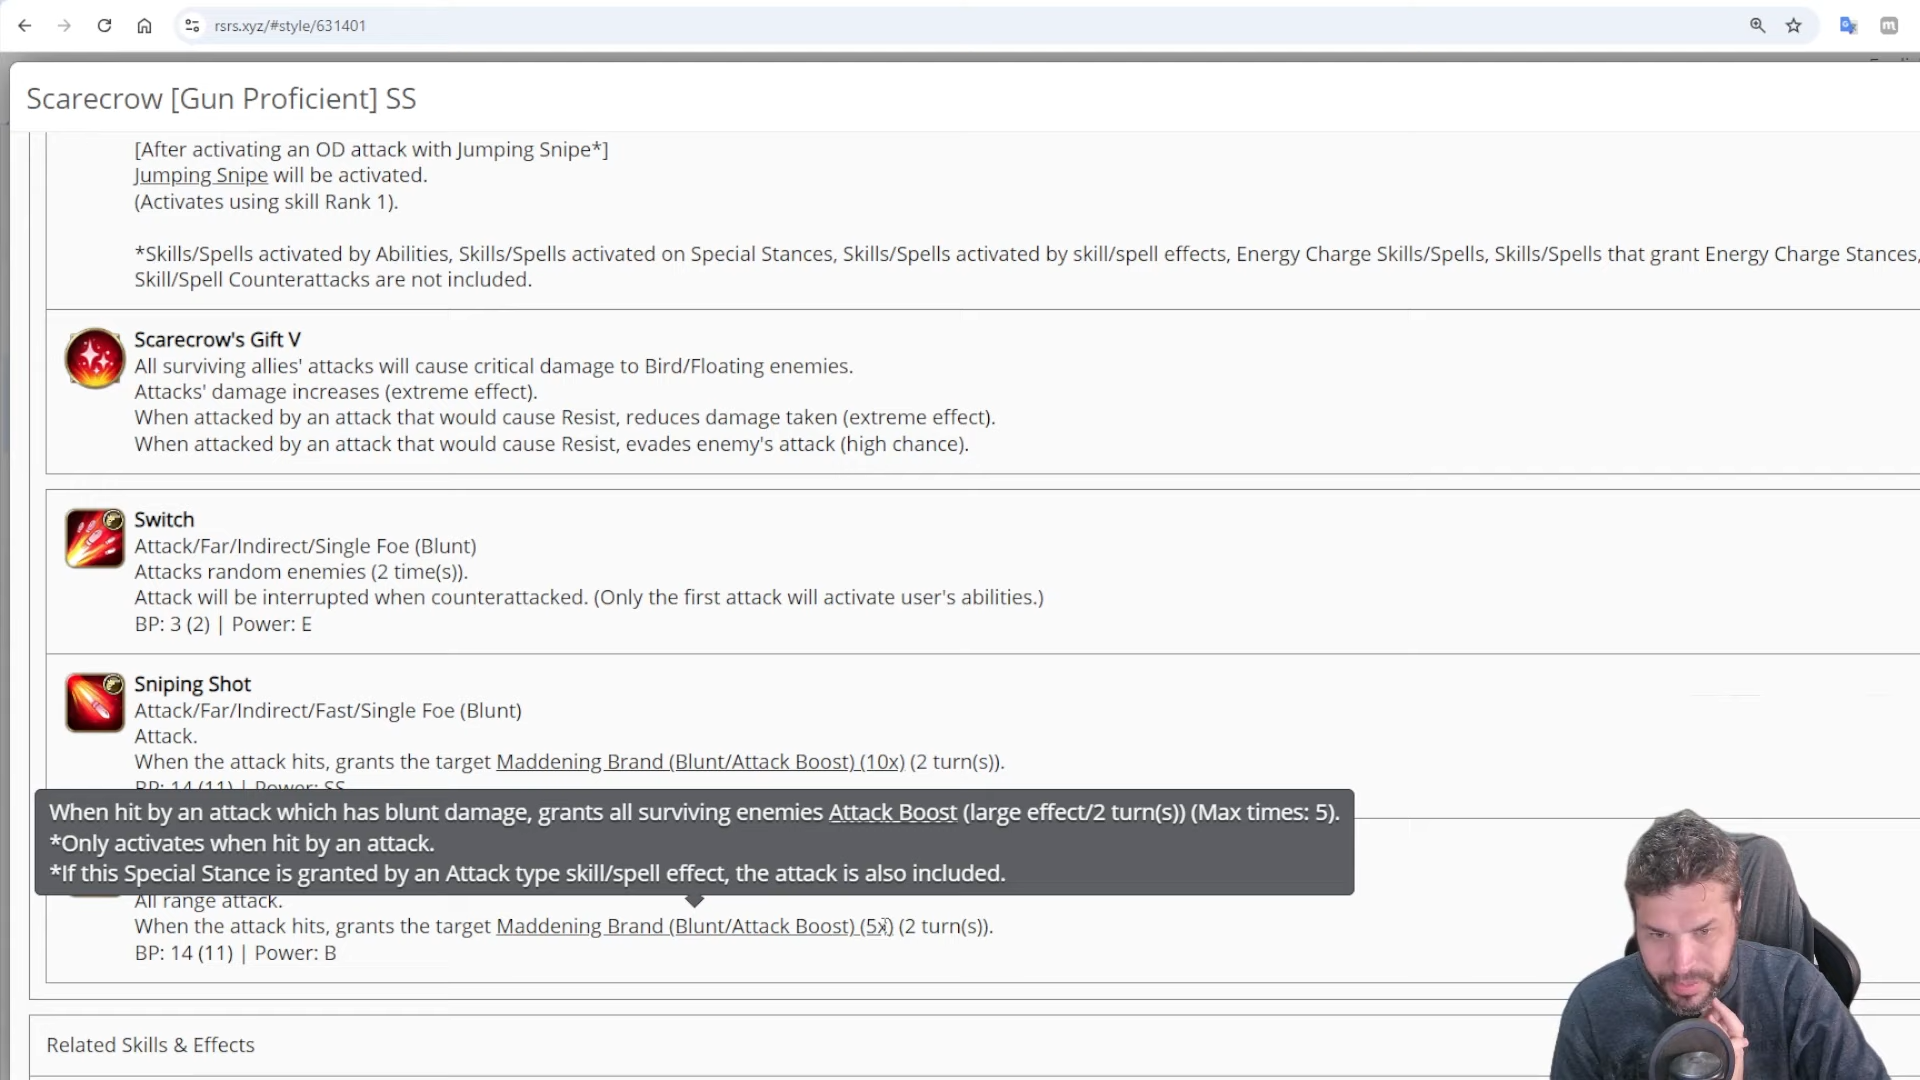 rsrs.xyz/#style/631401
Scarecrow [Gun Proficient] SS
[After activating an OD attack with Jumping Snipe*]
Jumping Snipe will be activated.
(Activates using skill Rank 1).
*Skills/Spells activated by Abilities, Skills/Spells activated on Special Stances, Skills/Spells activated by skill/spell effects, Energy Charge Skills/Spells, Skills/Spells that grant Energy Charge Stances,
Skill/Spell Counterattacks are not included.
Scarecrow's Gift V
All surviving allies' attacks will cause critical damage to Bird/Floating enemies.
Attacks' damage increases (extreme effect).
When attacked by an attack that would cause Resist, reduces damage taken (extreme effect).
When attacked by an attack that would cause Resist, evades enemy's attack (high chance).
Switch
Attack/Far/Indirect/Single Foe (Blunt)
Attacks random enemies (2 time(s)).
Attack will be interrupted when counterattacked. (Only the first attack will activate user's abilities.)
BP: 3 (2) | Power: E
Sniping Shot
Attack/Far/Indirect/Fast/Single Foe (Blunt)
Attack.
When the attack hits, grants the target Maddening Brand (Blunt/Attack Boost) (10x) (2 turn(s)).
BP: 14 (11) | Power: SS
When hit by an attack which has blunt damage, grants all surviving enemies Attack Boost (large effect/2 turn(s)) (Max times: 5).
*Only activates when hit by an attack.
*If this Special Stance is granted by an Attack type skill/spell effect, the attack is also included.
All range attack.
When the attack hits, grants the target Maddening Brand (Blunt/Attack Boost) (5x) (2 turn(s)).
BP: 14 (11) | Power: B
Related Skills & Effects